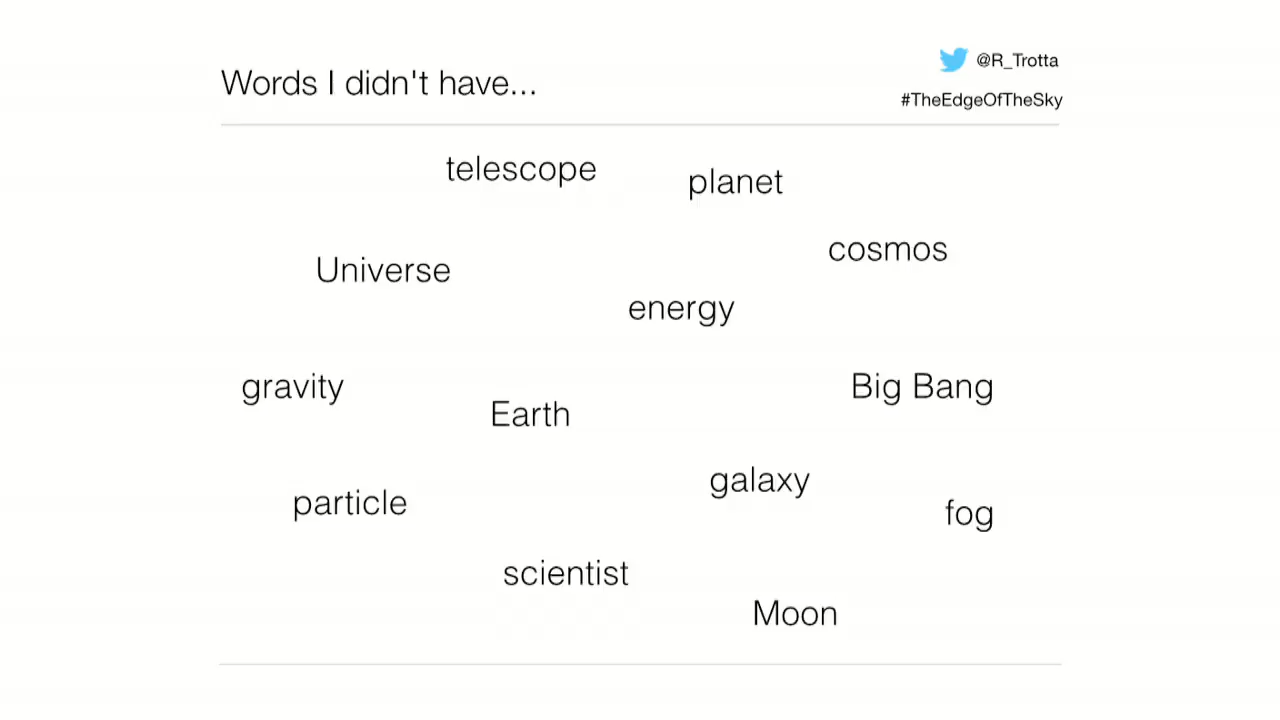 Words I didn't have...
@R_Trotta
#TheEdgeOfTheSky
telescope
planet
cosmos
Universe
energy
gravity
Big Bang
Earth
galaxy
particle
fog
scientist
Moon